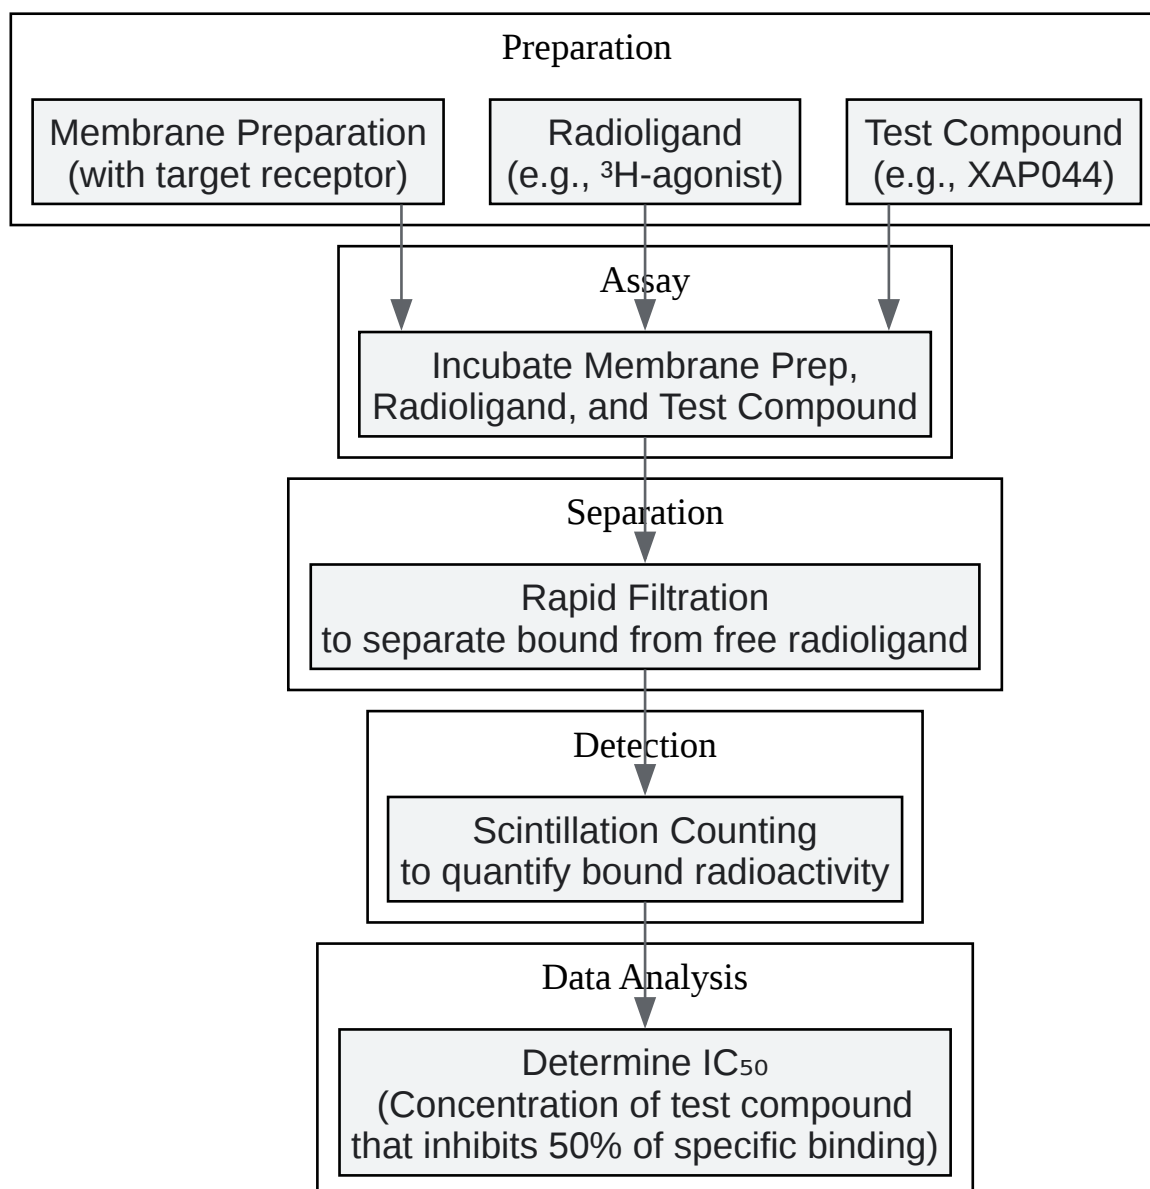 Preparation
Membrane Preparation
(with target receptor)
Radioligand
(e.g., ³H-agonist)
Test Compound
(e.g., XAP044)
Assay
Incubate Membrane Prep,
Radioligand, and Test Compound
Separation
Rapid Filtration
to separate bound from free radioligand
Detection
Scintillation Counting
to quantify bound radioactivity
Data Analysis
Determine IC₅₀
(Concentration of test compound
that inhibits 50% of specific binding)